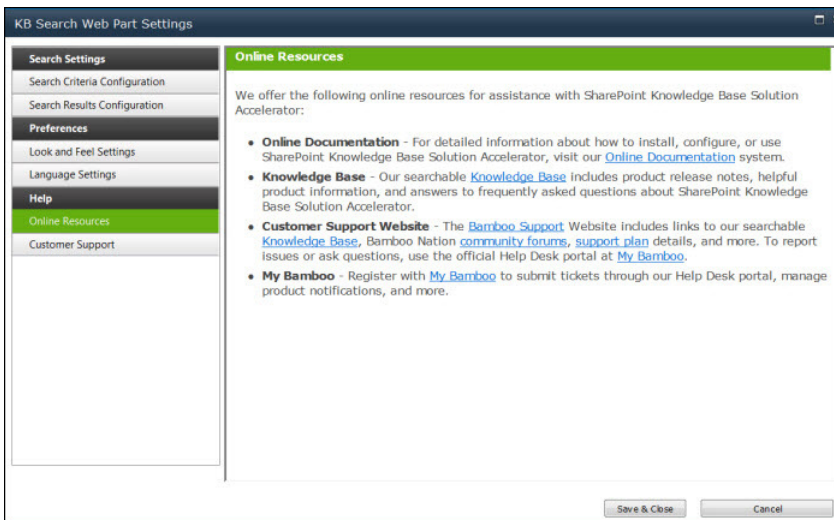 KB Search Web Part Settings
Search Settings
Search Criteria Configuration
Search Results Configuration
Preferences
Look and Feel Settings
Language Settings
Help
Online Resources
Customer Support
Online Resources
We offer the following online resources for assistance with SharePoint Knowledge Base Solution
Accelerator:
• Online Documentation - For detailed information about how to install, configure, or use
SharePoint Knowledge Base Solution Accelerator, visit our Online Documentation system.
• Knowledge Base - Our searchable Knowledge Base includes product release notes, helpful
product information, and answers to frequently asked questions about SharePoint Knowledge
Base Solution Accelerator.
• Customer Support Website - The Bamboo Support Website includes links to our searchable
Knowledge Base, Bamboo Nation community forums, support plan details, and more. To report
issues or ask questions, use the official Help Desk portal at My Bamboo.
• My Bamboo - Register with My Bamboo to submit tickets through our Help Desk portal, manage
product notifications, and more.
Save & Close
Cancel